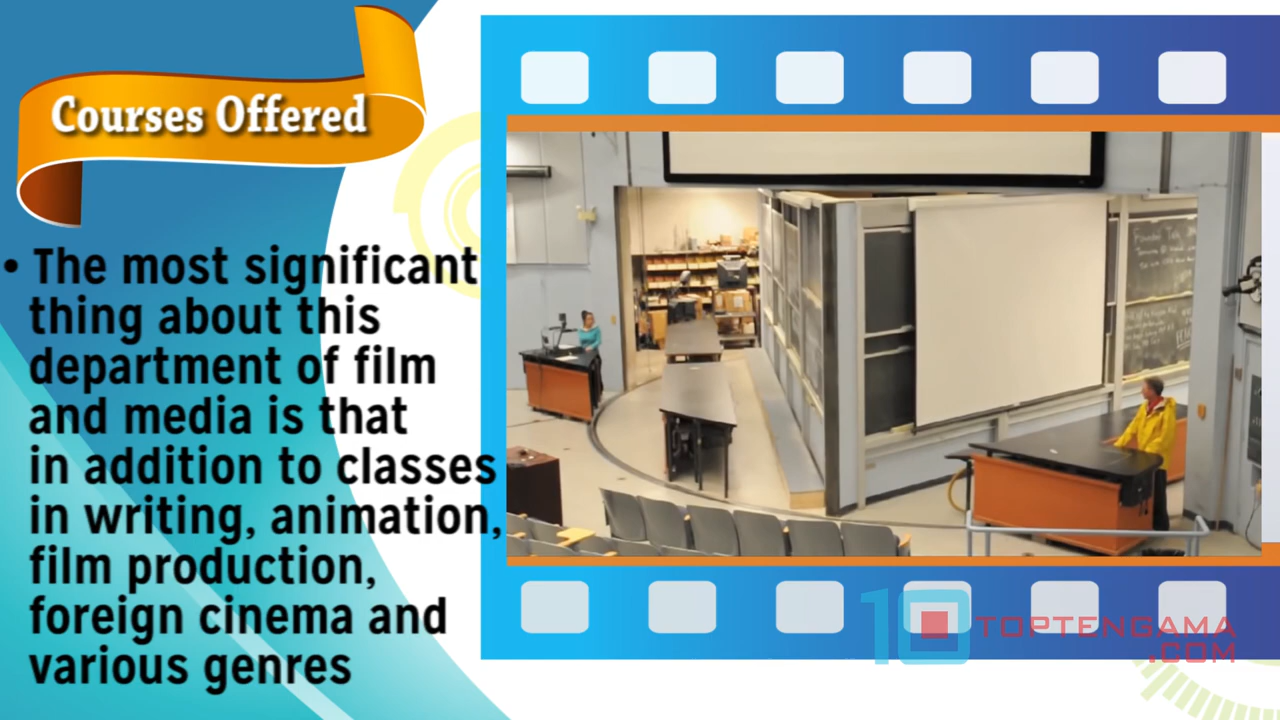 Courses Offered
• The most significant
thing about this
department of film
and media is that
in addition to classes
in writing, animation,
film production,
foreign cinema and
various genres
10 TOPTENGAMA
.COM